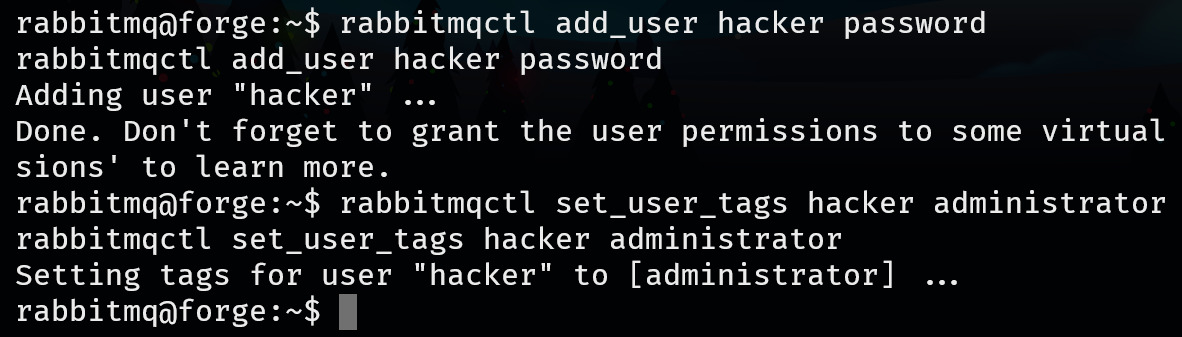 rabbitmq@forge:~$ rabbitmqctl add_user hacker password
rabbitmqctl add_user hacker password
Adding user "hacker" ...
Done. Don't forget to grant the user permissions to some virtual
sions' to learn more.
rabbitmq@forge:~$ rabbitmqctl set_user_tags hacker administrator
rabbitmqctl set_user_tags hacker administrator
Setting tags for user "hacker" to [administrator] ...
rabbitmq@forge:~$